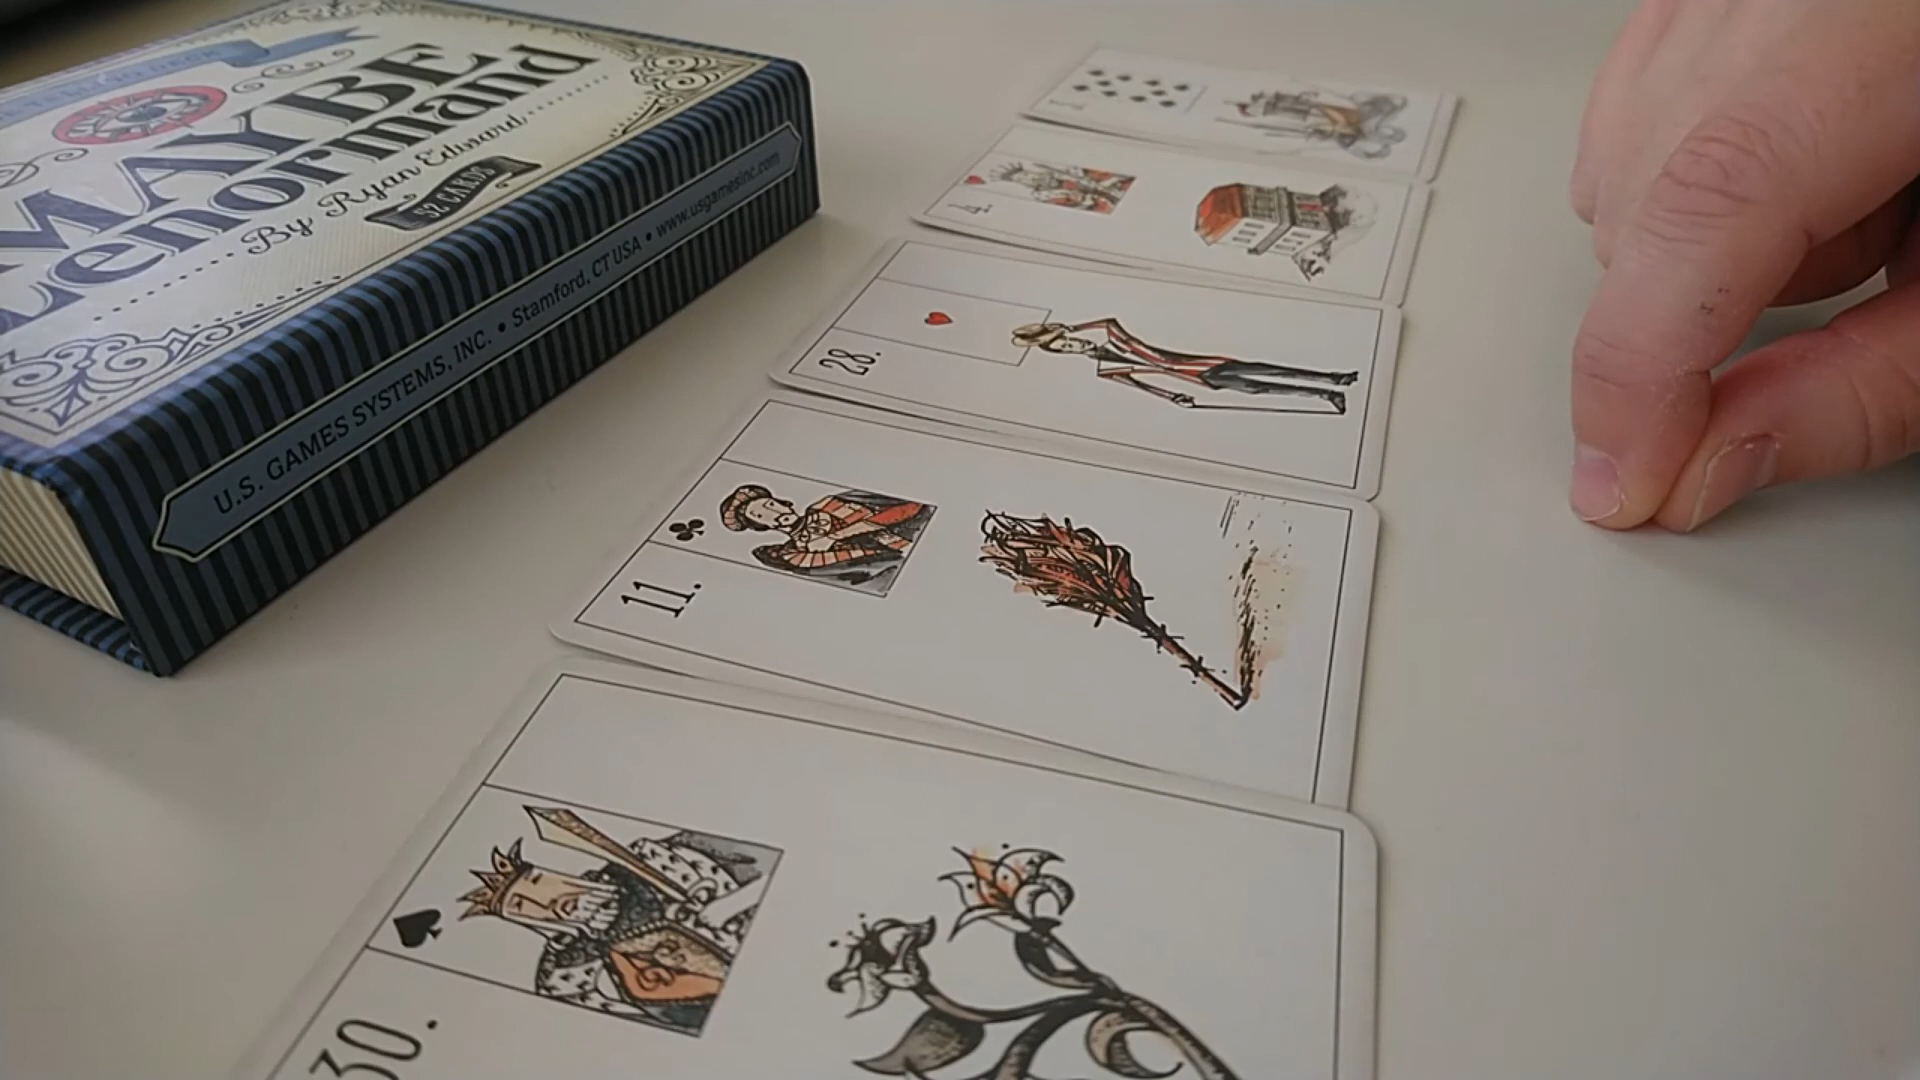 MAYBE
Lenormand
By Ryan Edward
52 CARDS
U.S. GAMES SYSTEMS, INC. • Stamford, CT USA • www.usgamesinc.com
4.
28.
11.
30.